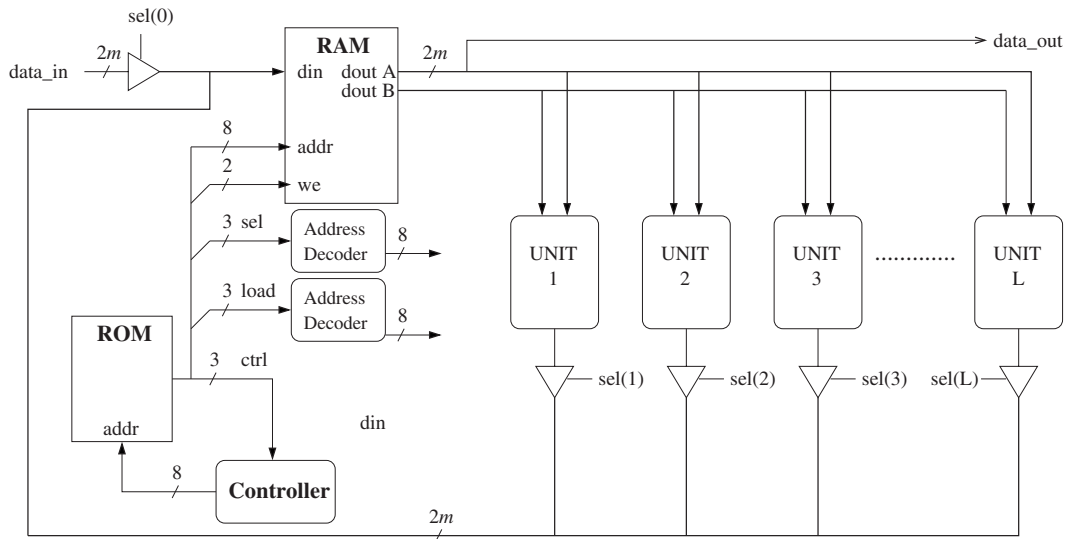 sel(0)
data_in
2m
RAM
din
dout A
dout B
2m
data_out
8
addr
2
we
3 sel
Address
Decoder
8
3 load
Address
Decoder
8
ROM
3 ctrl
addr
8
Controller
din
UNIT
1
UNIT
2
UNIT
3
.............
UNIT
L
sel(1)
sel(2)
sel(3)
sel(L)
2m